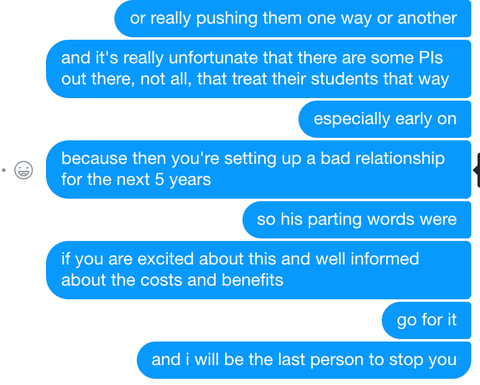 or really pushing them one way or another
and it's really unfortunate that there are some PIs
out there, not all, that treat their students that way
especially early on
because then you're setting up a bad relationship
for the next 5 years
so his parting words were
if you are excited about this and well informed
about the costs and benefits
go for it
and i will be the last person to stop you